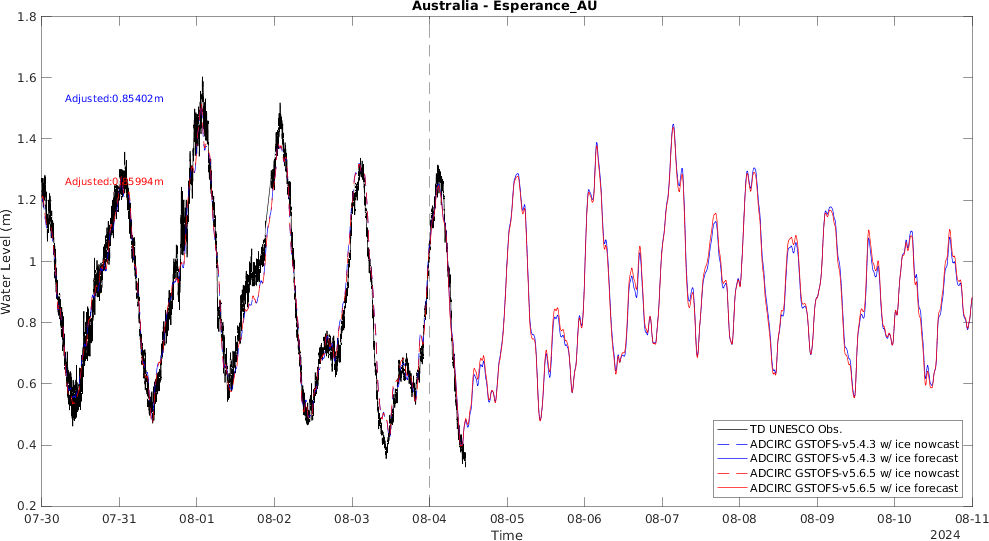 Australia - Esperance_AU
1.8
1.6
1.4
1.2
1
0.8
0.6
0.4
0.2
Water Level (m)
Adjusted:0.85402m
07-30
07-31
08-01
08-02
08-03
08-04
08-05
08-06
08-07
08-08
08-09
08-10
08-11
Time
2024
TD UNESCO Obs.
ADCIRC GSTOFS-v5.4.3 w/ ice nowcast
ADCIRC GSTOFS-v5.4.3 w/ ice forecast
ADCIRC GSTOFS-v5.6.5 w/ ice nowcast
ADCIRC GSTOFS-v5.6.5 w/ ice forecast